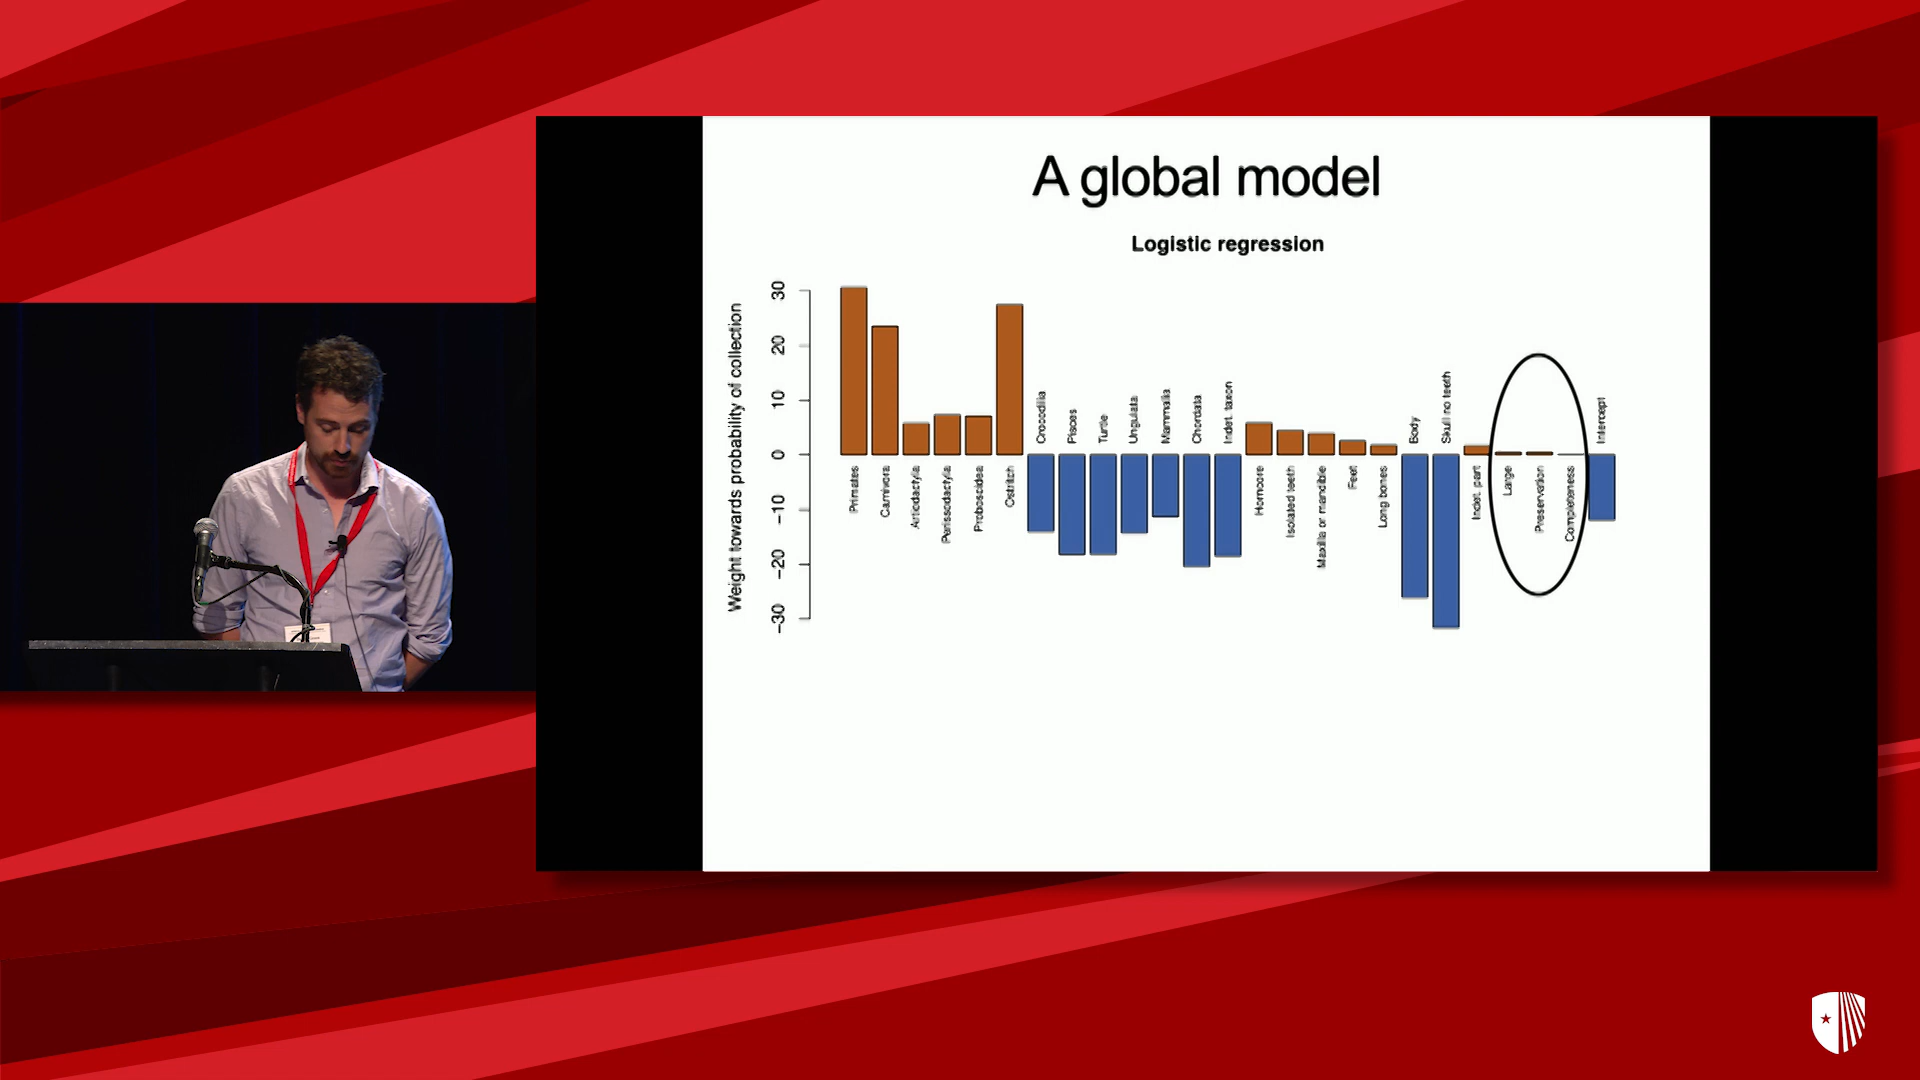 A global model
Logistic regression
Weight towards probability of collection
30
20
10
0
−10
−20
−30
Primates
Carnivora
Artiodactyla
Perissodactyla
Proboscidea
Ostritch
Crocodilia
Pisces
Turtle
Ungulata
Mammalia
Chordata
Indet. taxon
Horncore
Isolated teeth
Maxilla or mandible
Feet
Long bones
Body
Skull no teeth
Indet. part
Large
Preservation
Completeness
Intercept